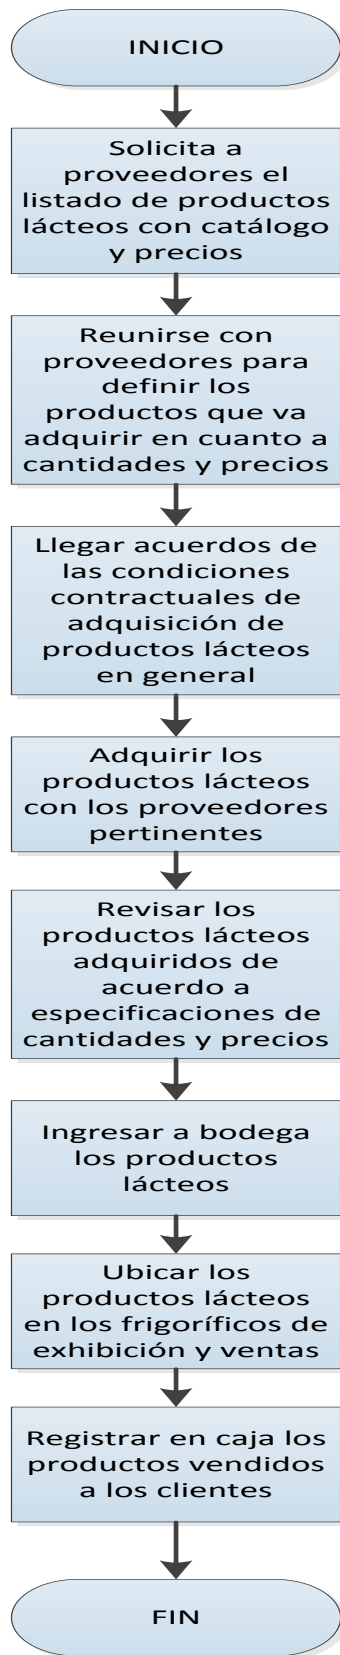 INICIO
Solicita a
proveedores el
listado de productos
lácteos con catálogo
y precios
Reunirse con
proveedores para
definir los
productos que va
adquirir en cuanto a
cantidades y precios
Llegar acuerdos de
las condiciones
contractuales de
adquisición de
productos lácteos
en general
Adquirir los
productos lácteos
con los proveedores
pertinentes
Revisar los
productos lácteos
adquiridos de
acuerdo a
especificaciones de
cantidades y precios
Ingresar a bodega
los productos
lácteos
Ubicar los
productos lácteos
en los frigoríficos de
exhibición y ventas
Registrar en caja los
productos vendidos
a los clientes
FIN